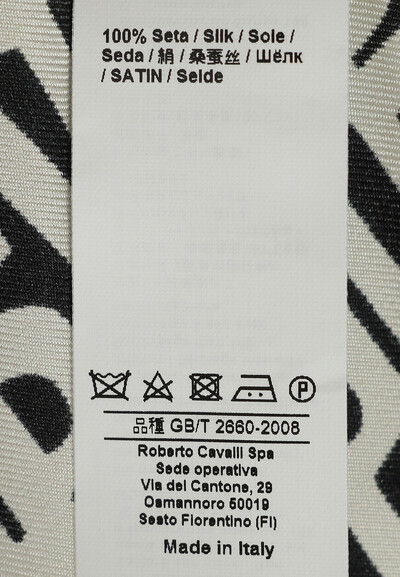 100% Seta / Silk / Soie /
Seda / 絹 / 桑蚕丝 / Шёлк
/ SATIN / Seide
P
品種 GB/T 2660-2008
Roberto Cavalli Spa
Sede operativa
Via del Cantone, 29
Osmannoro 50019
Sesto Fiorentino (FI)
Made in Italy